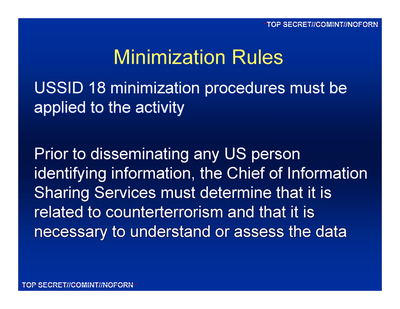 TOP SECRET//COMINT//NOFORN
Minimization Rules
USSID 18 minimization procedures must be
applied to the activity
Prior to disseminating any US person
identifying information, the Chief of Information
Sharing Services must determine that it is
related to counterterrorism and that it is
necessary to understand or assess the data
TOP SECRET//COMINT//NOFORN